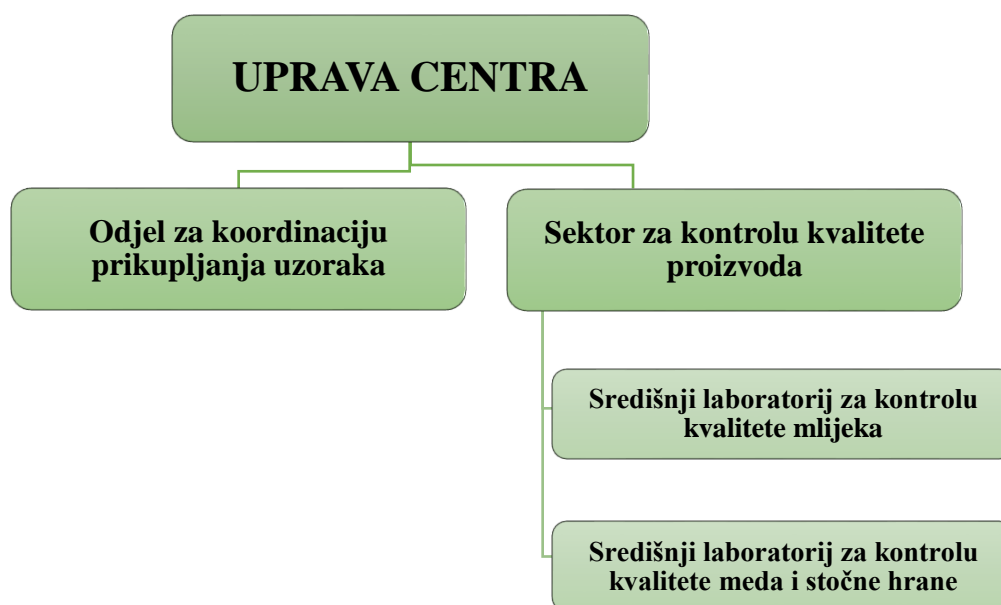 UPRAVA CENTRA
Odjel za koordinaciju
prikupljanja uzoraka
Sektor za kontrolu kvalitete
proizvoda
Središnji laboratorij za kontrolu
kvalitete mlijeka
Središnji laboratorij za kontrolu
kvalitete meda i stočne hrane